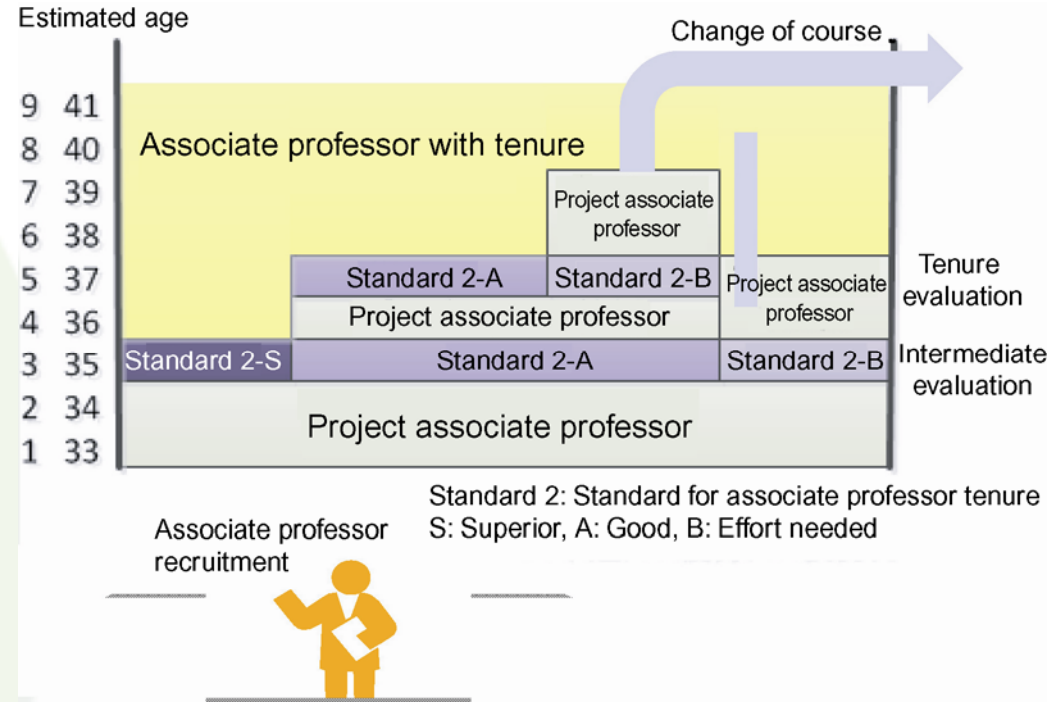 Estimated age
Change of course
9 41
8 40
7 39
6 38
5 37
4 36
3 35
2 34
1 33
Associate professor with tenure
Project associate
professor
Standard 2-A
Standard 2-B
Project associate
professor
Tenure
evaluation
Project associate professor
Standard 2-S
Standard 2-A
Standard 2-B
Intermediate
evaluation
Project associate professor
Standard 2: Standard for associate professor tenure
S: Superior, A: Good, B: Effort needed
Associate professor
recruitment